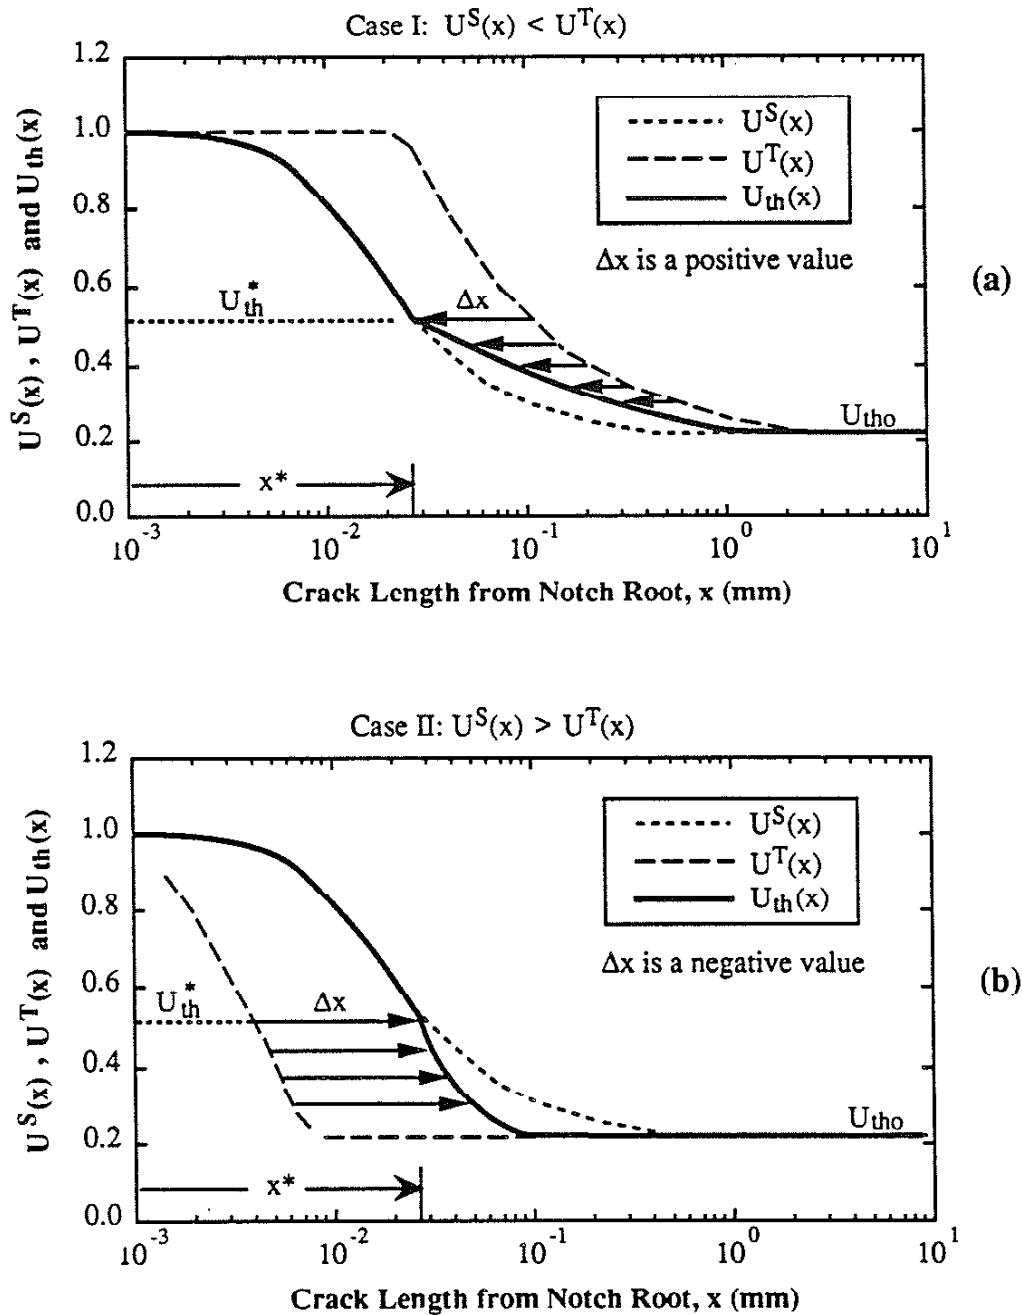 Case I: U^S(x) < U^T(x)
1.2
1.0
0.8
0.6
0.4
0.2
0.0
U^S(x) , U^T(x) and U_th(x)
U^S(x)
U^T(x)
U_th(x)
Δx is a positive value
(a)
U_th^*
Δx
U_tho
x*
10^-3
10^-2
10^-1
10^0
10^1
Crack Length from Notch Root, x (mm)
Case II: U^S(x) > U^T(x)
1.2
1.0
0.8
0.6
0.4
0.2
0.0
U^S(x) , U^T(x) and U_th(x)
U^S(x)
U^T(x)
U_th(x)
Δx is a negative value
(b)
U_th^*
Δx
U_tho
x*
10^-3
10^-2
10^-1
10^0
10^1
Crack Length from Notch Root, x (mm)